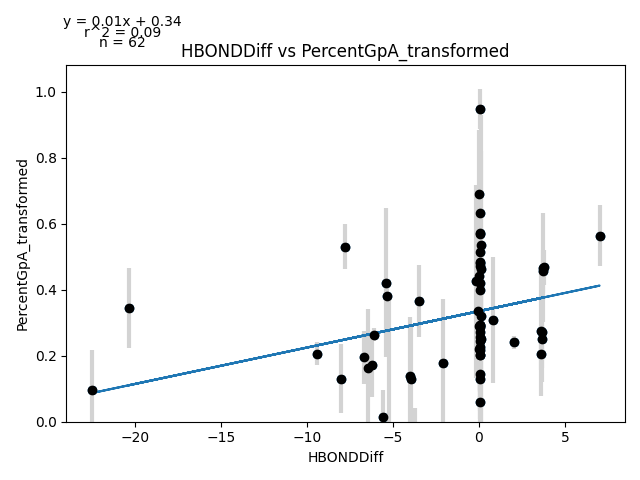 y = 0.01x + 0.34
r^2 = 0.09
n = 62
HBONDDiff vs PercentGpA_transformed
1.0
0.8
0.6
0.4
0.2
0.0
PercentGpA_transformed
−20
−15
−10
−5
0
5
HBONDDiff